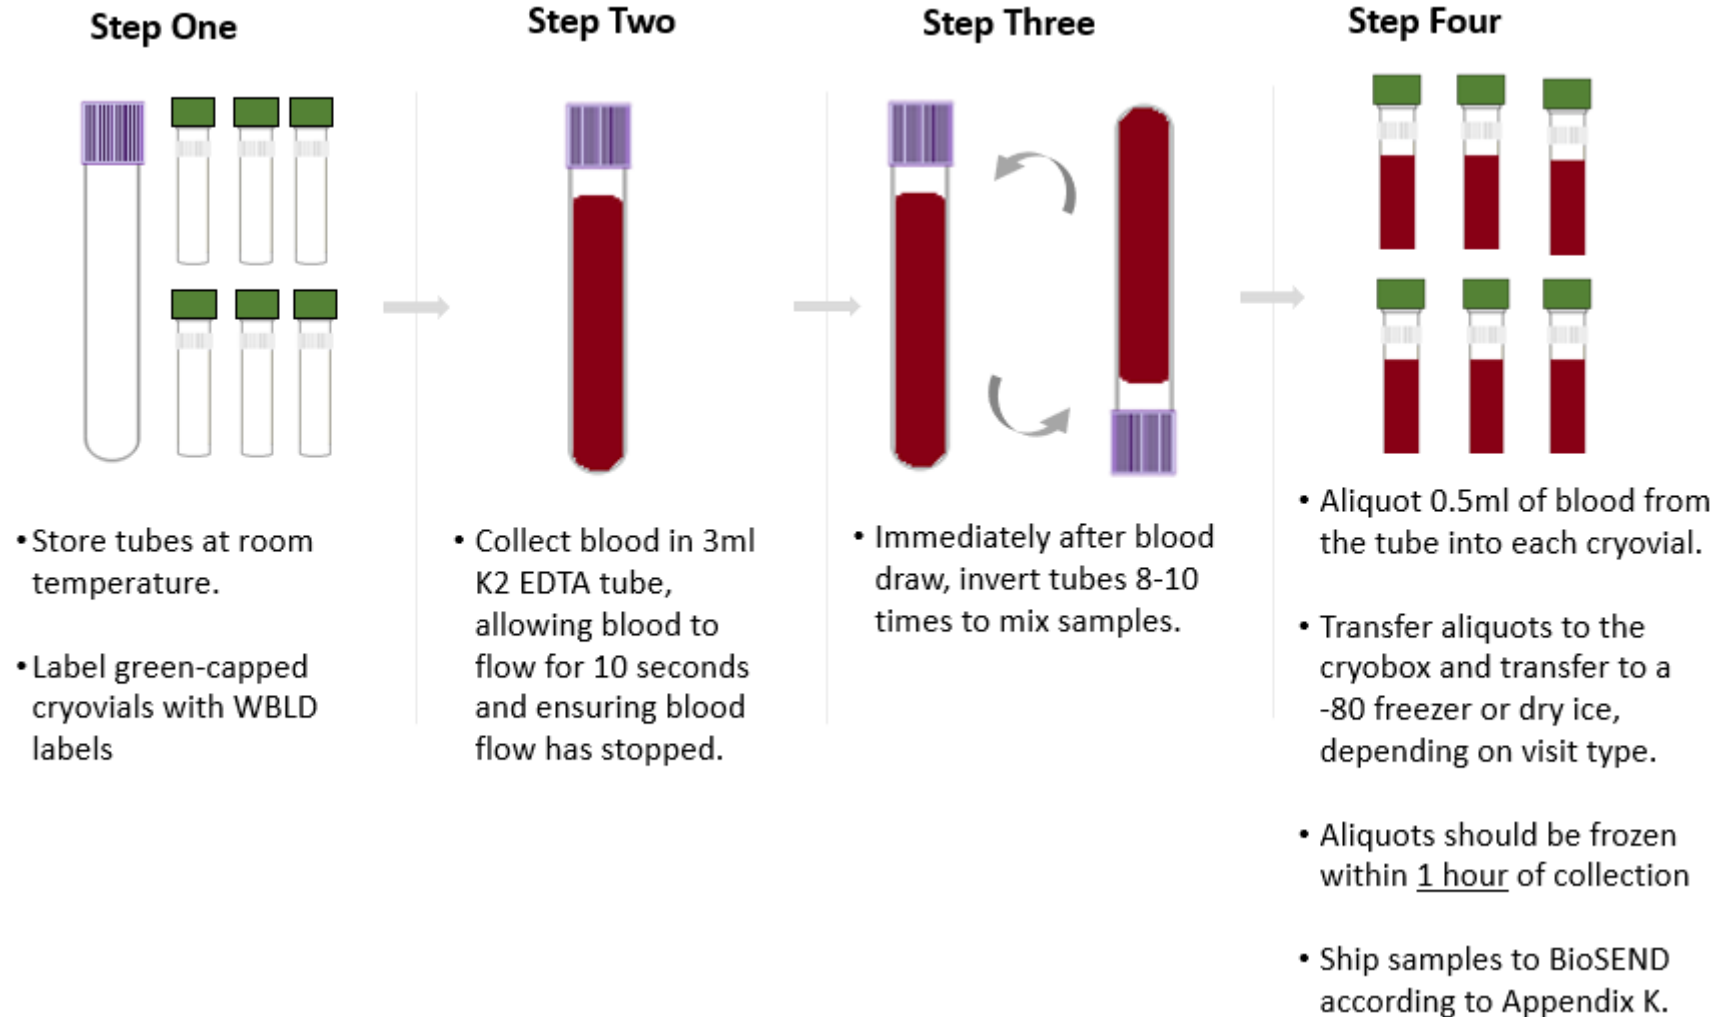 Step One
Step Two
Step Three
Step Four
• Store tubes at room
temperature.
• Label green-capped
cryovials with WBLD
labels
• Collect blood in 3ml
K2 EDTA tube,
allowing blood to
flow for 10 seconds
and ensuring blood
flow has stopped.
• Immediately after blood
draw, invert tubes 8-10
times to mix samples.
• Aliquot 0.5ml of blood from
the tube into each cryovial.
• Transfer aliquots to the
cryobox and transfer to a
-80 freezer or dry ice,
depending on visit type.
• Aliquots should be frozen
within 1 hour of collection
• Ship samples to BioSEND
according to Appendix K.